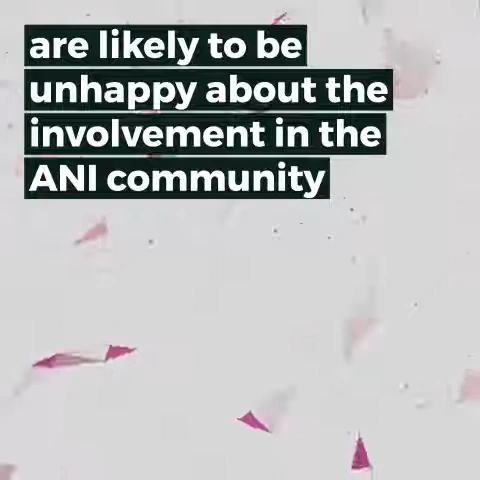 are likely to be
unhappy about the
involvement in the
ANI community